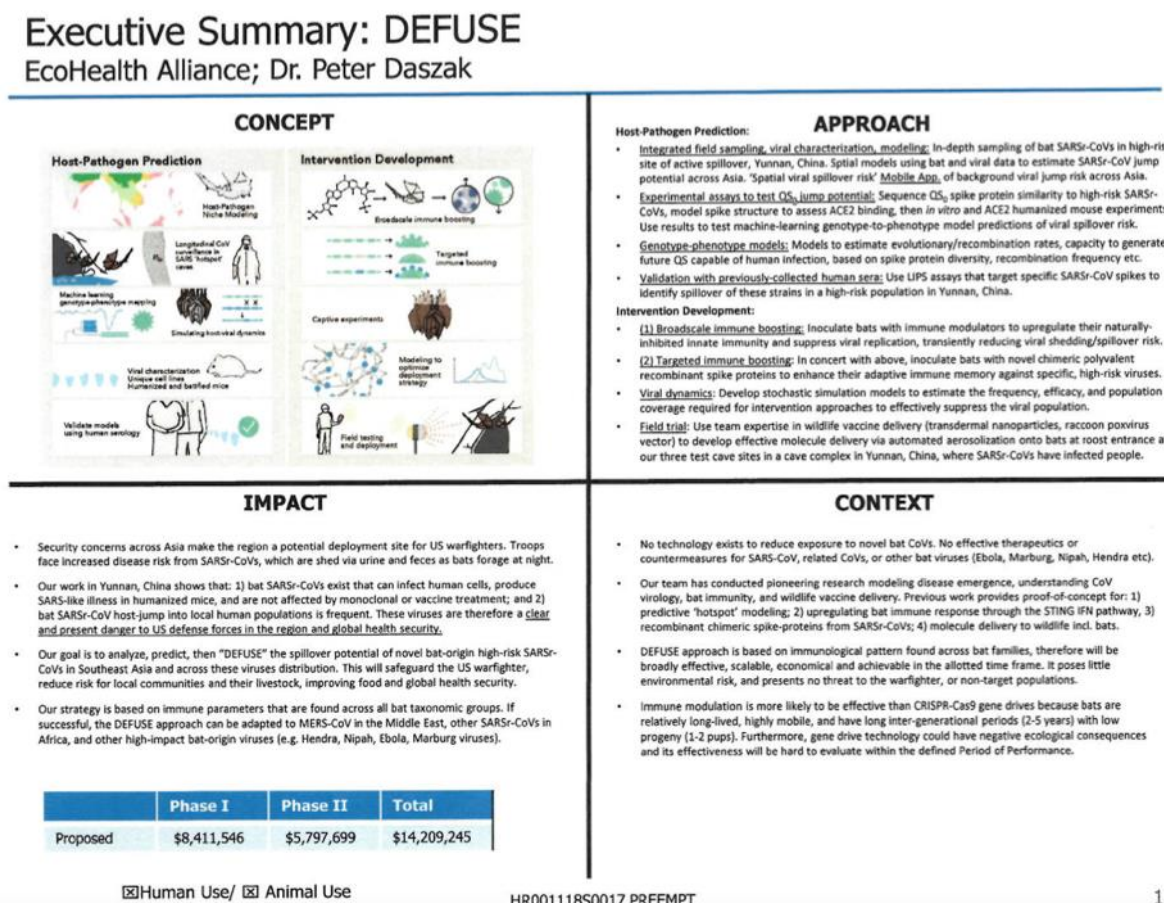 Executive Summary: DEFUSE
EcoHealth Alliance; Dr. Peter Daszak
CONCEPT
Host-Pathogen Prediction
Host-Pathogen
Niche Modeling
Longitudinal CoV
surveillance in
SARS 'hotspot'
caves
Machine learning
genotype-phenotype mapping
Simulating host-viral dynamics
Viral characterization
Unique cell lines
Humanized and batified mice
Validate models
using human serology
Intervention Development
Broadscale immune boosting
Targeted
immune boosting
Captive experiments
Modeling to
optimize
deployment
strategy
Field testing
and deployment
APPROACH
Host-Pathogen Prediction:
• Integrated field sampling, viral characterization, modeling: In-depth sampling of bat SARSr-CoVs in high-ris
site of active spillover, Yunnan, China. Sptial models using bat and viral data to estimate SARSr-CoV jump
potential across Asia. 'Spatial viral spillover risk' Mobile App. of background viral jump risk across Asia.
• Experimental assays to test QS0 jump potential: Sequence QS0 spike protein similarity to high-risk SARSr-
CoVs, model spike structure to assess ACE2 binding, then in vitro and ACE2 humanized mouse experiments
Use results to test machine-learning genotype-to-phenotype model predictions of viral spillover risk.
• Genotype-phenotype models: Models to estimate evolutionary/recombination rates, capacity to generate
future QS capable of human infection, based on spike protein diversity, recombination frequency etc.
• Validation with previously-collected human sera: Use LIPS assays that target specific SARSr-CoV spikes to
identify spillover of these strains in a high-risk population in Yunnan, China.
Intervention Development:
• (1) Broadscale immune boosting: Inoculate bats with immune modulators to upregulate their naturally-
inhibited innate immunity and suppress viral replication, transiently reducing viral shedding/spillover risk.
• (2) Targeted immune boosting: In concert with above, inoculate bats with novel chimeric polyvalent
recombinant spike proteins to enhance their adaptive immune memory against specific, high-risk viruses.
• Viral dynamics: Develop stochastic simulation models to estimate the frequency, efficacy, and population
coverage required for intervention approaches to effectively suppress the viral population.
• Field trial: Use team expertise in wildlife vaccine delivery (transdermal nanoparticles, raccoon poxvirus
vector) to develop effective molecule delivery via automated aerosolization onto bats at roost entrance a
our three test cave sites in a cave complex in Yunnan, China, where SARSr-CoVs have infected people.
IMPACT
• Security concerns across Asia make the region a potential deployment site for US warfighters. Troops
face increased disease risk from SARSr-CoVs, which are shed via urine and feces as bats forage at night.
• Our work in Yunnan, China shows that: 1) bat SARSr-CoVs exist that can infect human cells, produce
SARS-like illness in humanized mice, and are not affected by monoclonal or vaccine treatment; and 2)
bat SARSr-CoV host-jump into local human populations is frequent. These viruses are therefore a clear
and present danger to US defense forces in the region and global health security.
• Our goal is to analyze, predict, then "DEFUSE" the spillover potential of novel bat-origin high-risk SARSr-
CoVs in Southeast Asia and across these viruses distribution. This will safeguard the US warfighter,
reduce risk for local communities and their livestock, improving food and global health security.
• Our strategy is based on immune parameters that are found across all bat taxonomic groups. If
successful, the DEFUSE approach can be adapted to MERS-CoV in the Middle East, other SARSr-CoVs in
Africa, and other high-impact bat-origin viruses (e.g. Hendra, Nipah, Ebola, Marburg viruses).
Phase I Phase II Total
Proposed $8,411,546 $5,797,699 $14,209,245
☒Human Use/ ☒ Animal Use
CONTEXT
• No technology exists to reduce exposure to novel bat CoVs. No effective therapeutics or
countermeasures for SARS-CoV, related CoVs, or other bat viruses (Ebola, Marburg, Nipah, Hendra etc).
• Our team has conducted pioneering research modeling disease emergence, understanding CoV
virology, bat immunity, and wildlife vaccine delivery. Previous work provides proof-of-concept for: 1)
predictive 'hotspot' modeling; 2) upregulating bat immune response through the STING IFN pathway, 3)
recombinant chimeric spike-proteins from SARSr-CoVs; 4) molecule delivery to wildlife incl. bats.
• DEFUSE approach is based on immunological pattern found across bat families, therefore will be
broadly effective, scalable, economical and achievable in the allotted time frame. It poses little
environmental risk, and presents no threat to the warfighter, or non-target populations.
• Immune modulation is more likely to be effective than CRISPR-Cas9 gene drives because bats are
relatively long-lived, highly mobile, and have long inter-generational periods (2-5 years) with low
progeny (1-2 pups). Furthermore, gene drive technology could have negative ecological consequences
and its effectiveness will be hard to evaluate within the defined Period of Performance.
HR001118S0017 PREEMPT
1